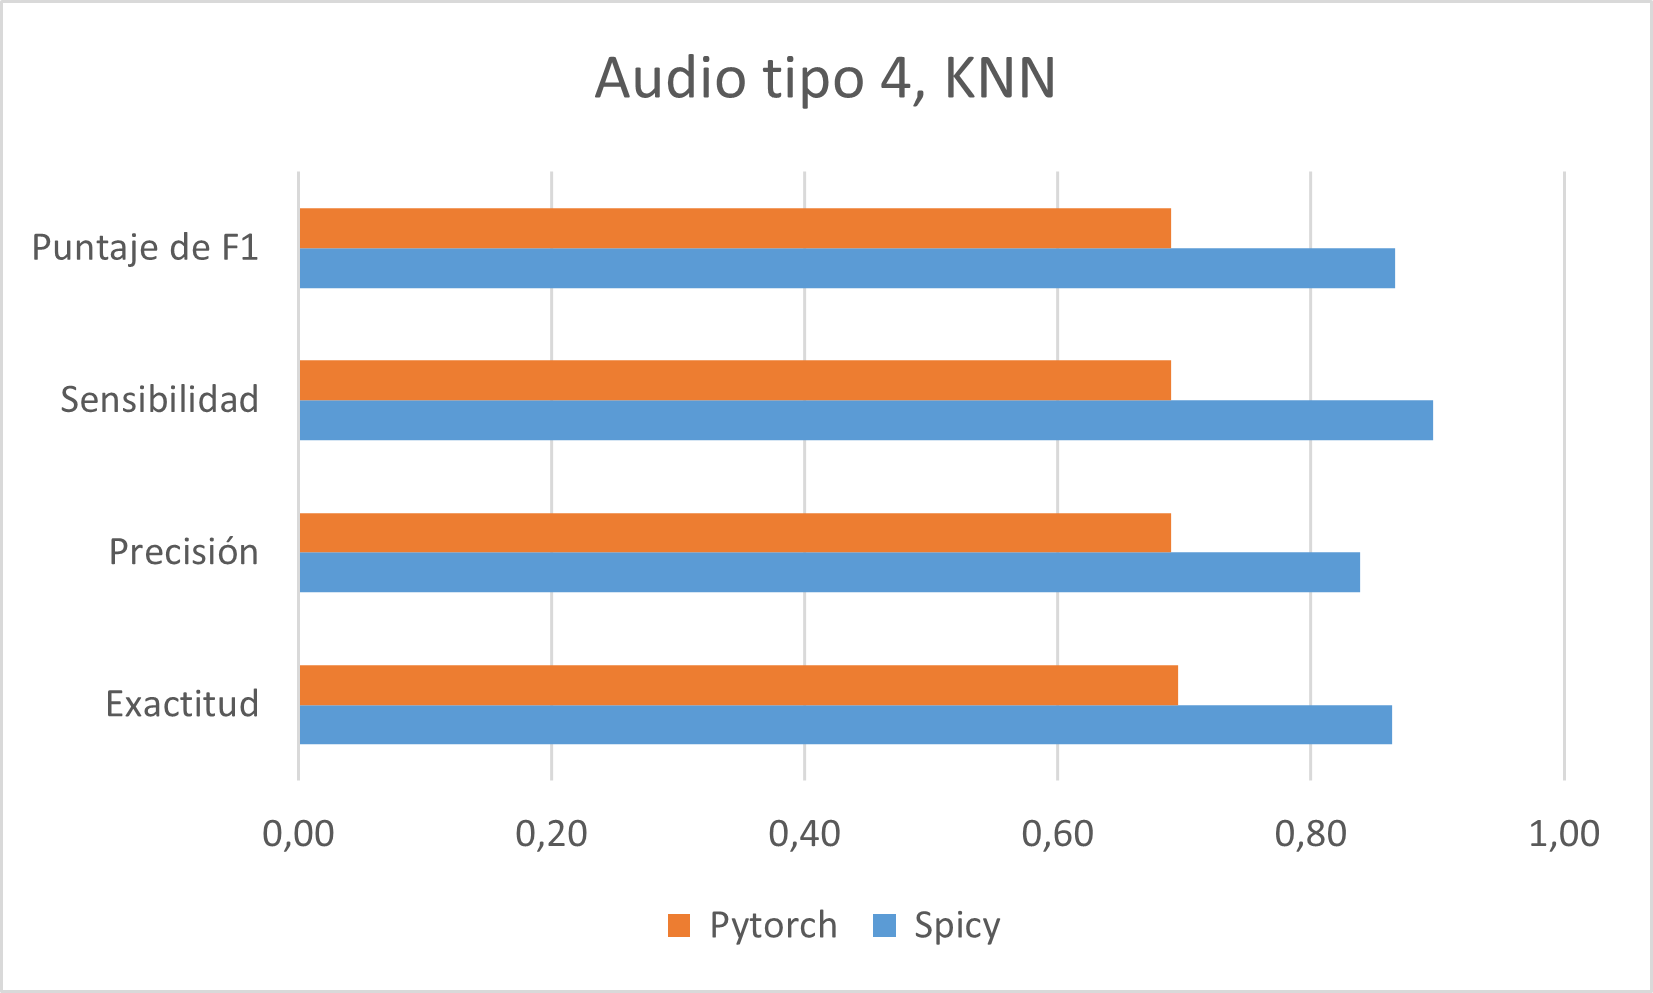 Audio tipo 4, KNN
Puntaje de F1
Sensibilidad
Precisión
Exactitud
0,00 0,20 0,40 0,60 0,80 1,00
Pytorch Spicy